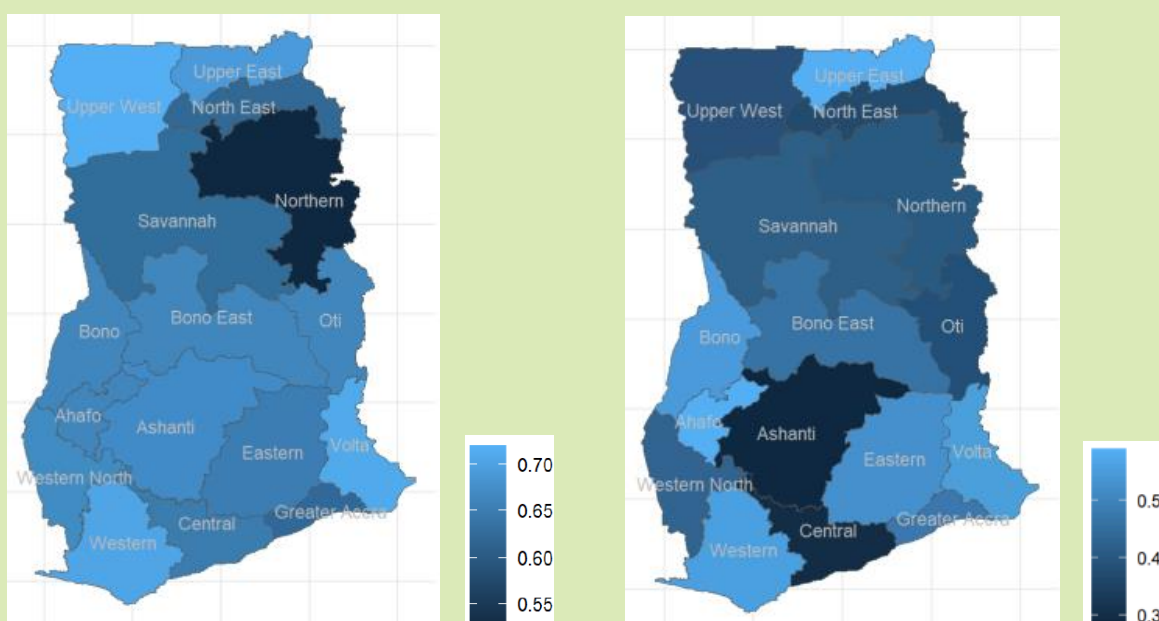 Upper East
Upper West
North East
Northern
Savannah
Bono East
Bono
Oti
Ahafo
Ashanti
Volta
Eastern
Western North
Greater Accra
Central
Western
0.70
0.65
0.60
0.55
Upper East
Upper West
North East
Northern
Savannah
Bono East
Oti
Bono
Ahafo
Ashanti
Volta
Eastern
Western North
Greater Accra
Central
Western
0.5
0.4
0.3